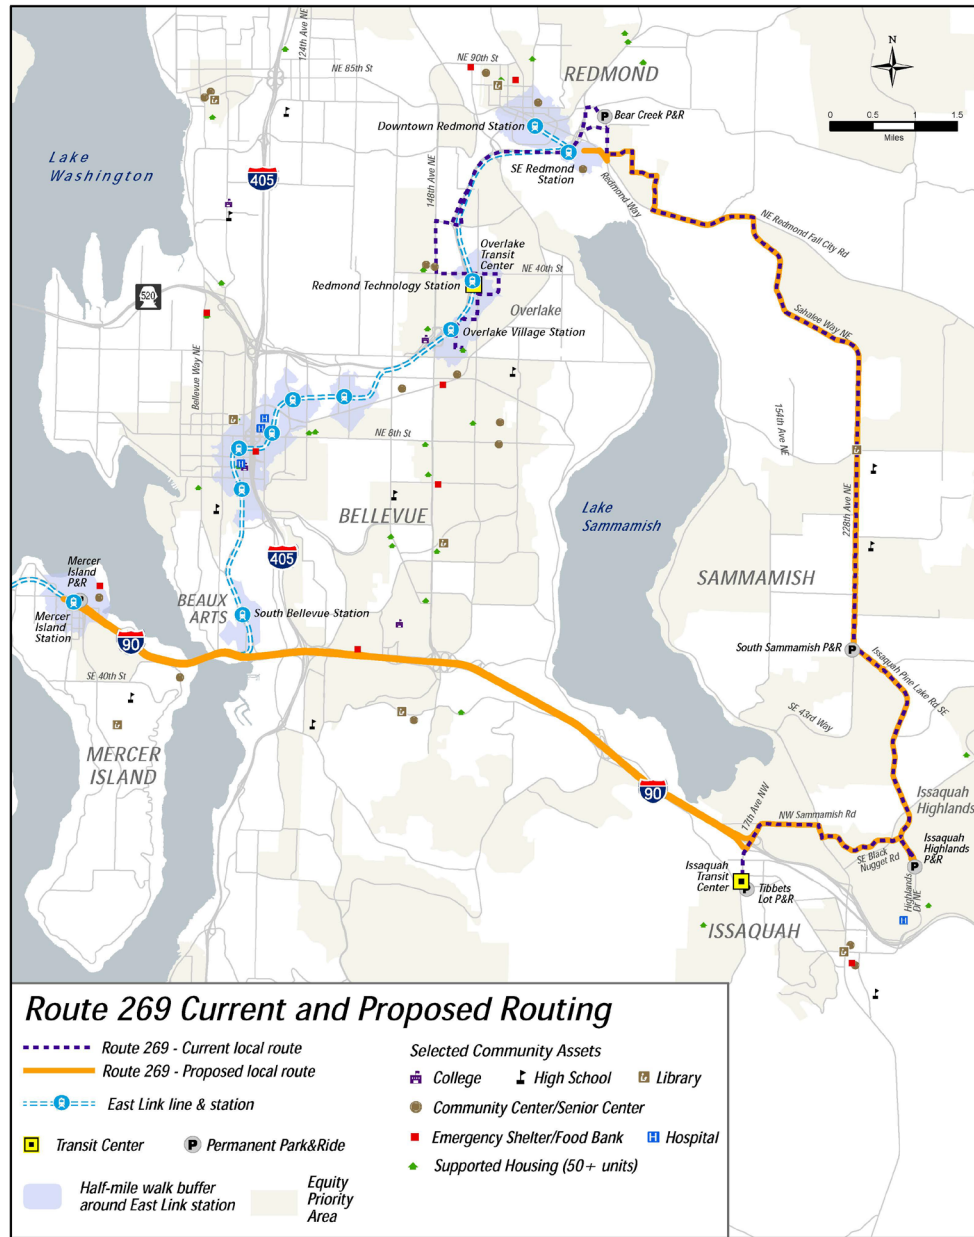 124th Ave NE
NE 90th St
NE 85th St
REDMOND
N
Bear Creek P&R
Downtown Redmond Station
0 0.5 1 1.5
Miles
Lake
Washington
405
148th Ave NE
SE Redmond
Station
Redmond Way
NE Redmond Fall City Rd
Overlake
Transit
Center
NE 40th St
Redmond Technology Station
520
Overlake
Sahalee Way NE
Overlake Village Station
Bellevue Way NE
154th Ave NE
NE 8th St
228th Ave NE
Lake
Sammamish
BELLEVUE
405
Mercer
Island
P&R
SAMMAMISH
BEAUX
ARTS
South Bellevue Station
Mercer
Island
Station
90
South Sammamish P&R
Issaquah Pine Lake Rd SE
SE 40th St
SE 43rd Way
MERCER
ISLAND
90
17th Ave NW
NW Sammamish Rd
Issaquah
Highlands
SE Black
Nugget Rd
Issaquah
Highlands
P&R
Issaquah
Transit
Center
Tibbets
Lot P&R
Highlands
Dr NE
ISSAQUAH
Route 269 Current and Proposed Routing
Route 269 - Current local route
Route 269 - Proposed local route
East Link line & station
Transit Center
P Permanent Park&Ride
Half-mile walk buffer
around East Link station
Equity
Priority
Area
Selected Community Assets
College
High School
Library
Community Center/Senior Center
Emergency Shelter/Food Bank
H Hospital
Supported Housing (50+ units)